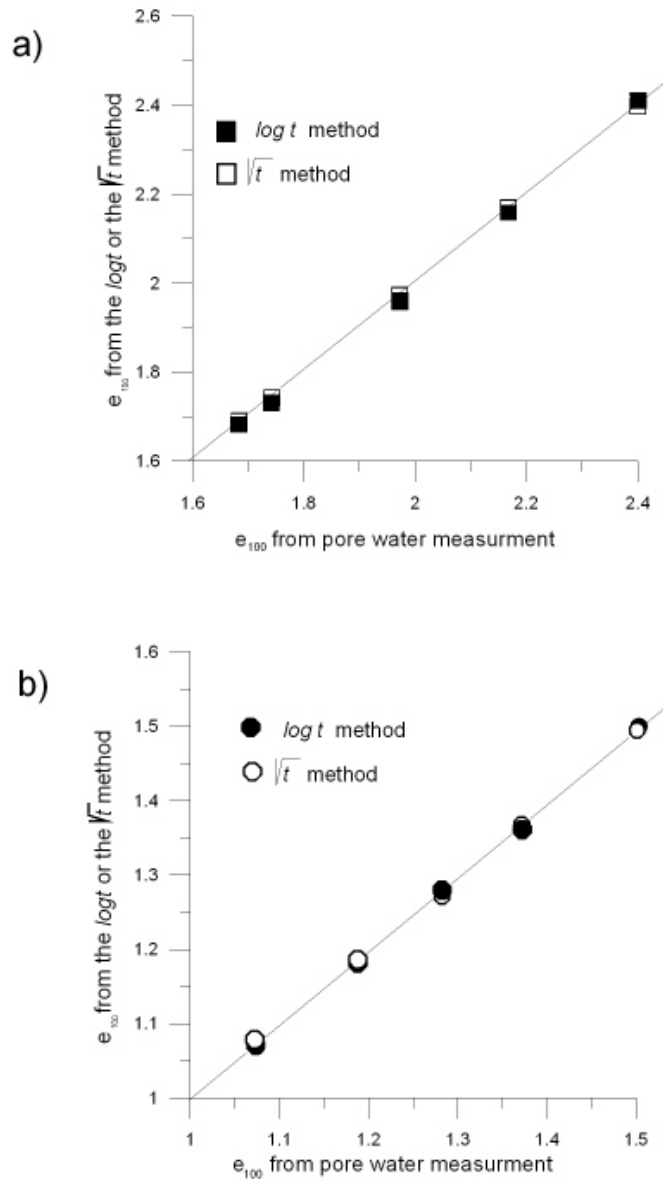 a)
2.6
2.4
2.2
2
1.8
1.6
log t method
√t method
e₁₀₀ from the logt or the √t method
1.6 1.8 2 2.2 2.4
e₁₀₀ from pore water measurment
b)
1.6
1.5
1.4
1.3
1.2
1.1
1
log t method
√t method
e₁₀₀ from the logt or the √t method
1 1.1 1.2 1.3 1.4 1.5
e₁₀₀ from pore water measurment